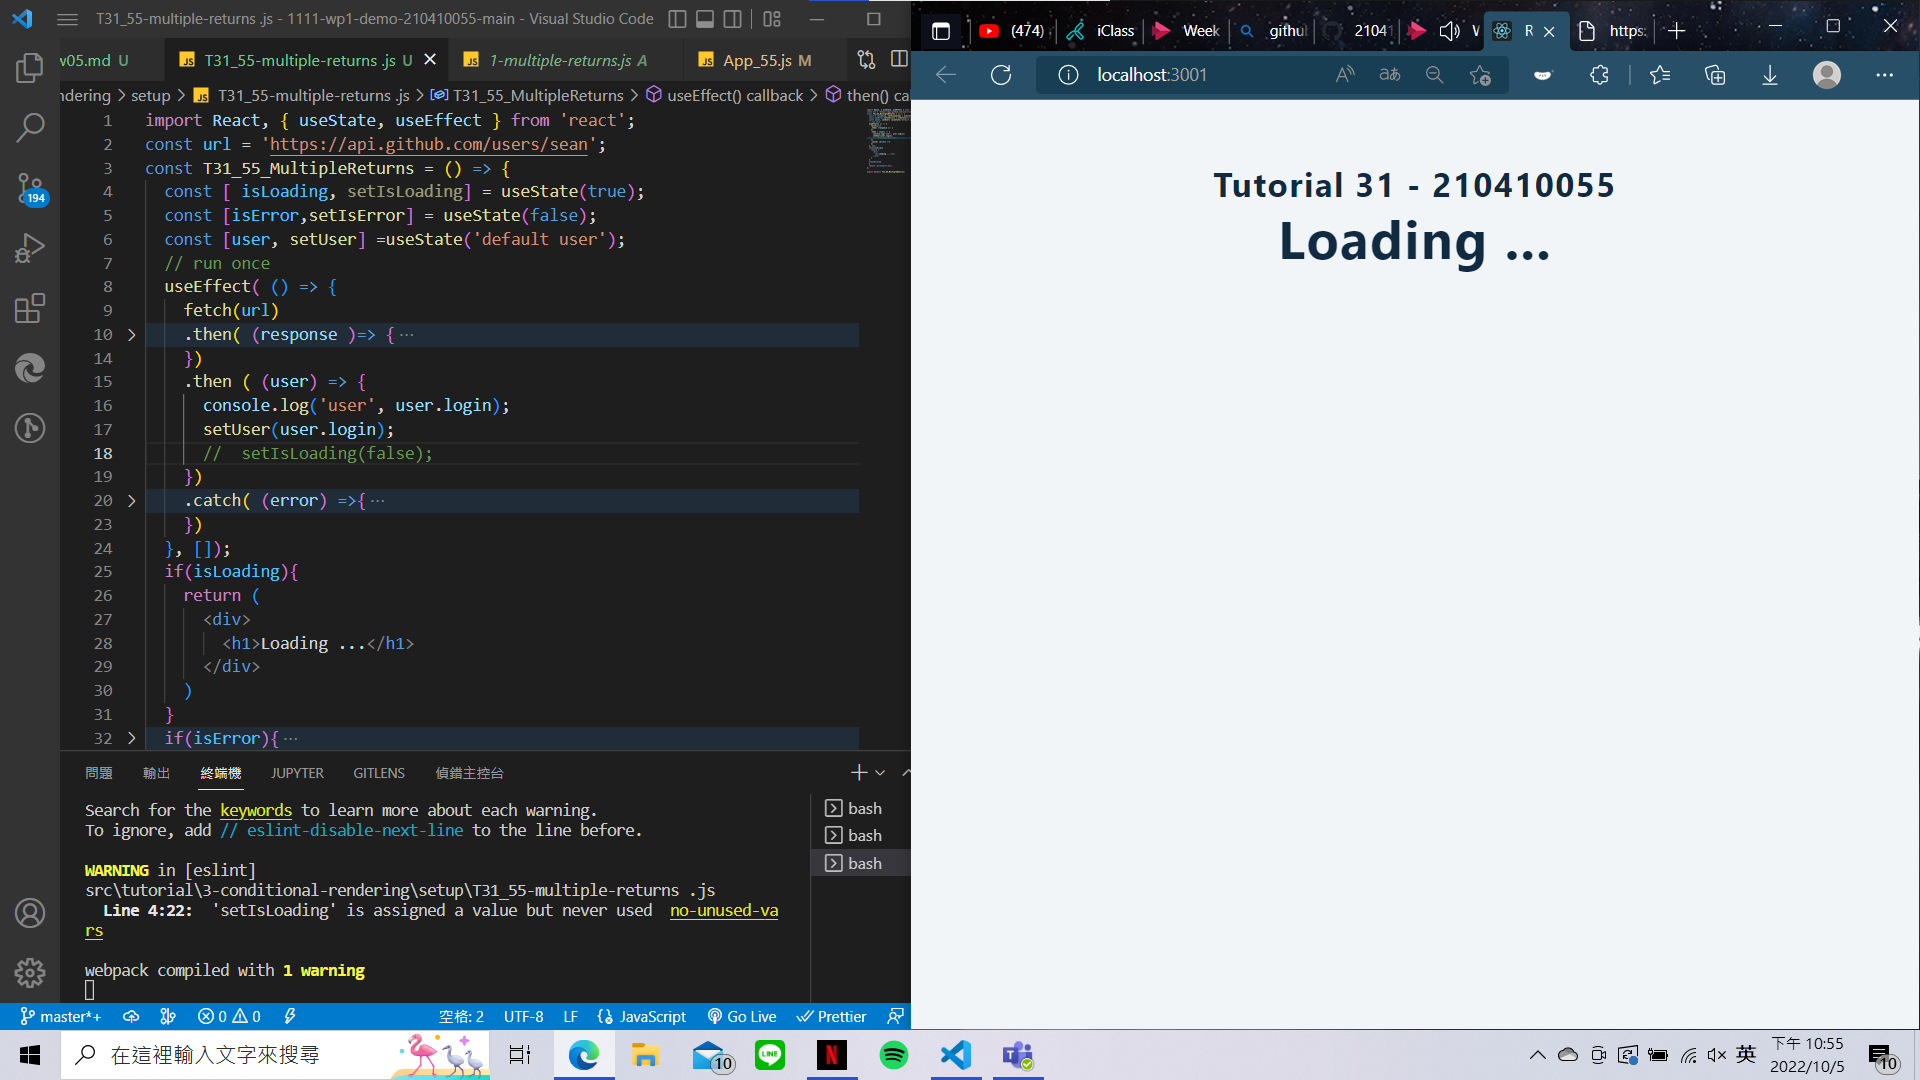 T31_55-multiple-returns .js - 1111-wp1-demo-210410055-main - Visual Studio Code
w05.md U
JS T31_55-multiple-returns .js U
JS 1-multiple-returns.js A
JS App_55.js M
ndering > setup > JS T31_55-multiple-returns .js > T31_55_MultipleReturns > useEffect() callback > then() ca
1 import React, { useState, useEffect } from 'react';
2 const url = 'https://api.github.com/users/sean';
3 const T31_55_MultipleReturns = () => {
4 const [ isLoading, setIsLoading] = useState(true);
5 const [isError,setIsError] = useState(false);
6 const [user, setUser] =useState('default user');
7 // run once
8 useEffect( () => {
9 fetch(url)
10 .then( (response )=> { ···
14 })
15 .then ( (user) => {
16 console.log('user', user.login);
17 setUser(user.login);
18 //  setIsLoading(false);
19 })
20 .catch( (error) =>{ ···
23 })
24 }, []);
25 if(isLoading){
26 return (
27 <div>
28 <h1>Loading ...</h1>
29 </div>
30 )
31 }
32 if(isError){ ···
194
問題 輸出 終端機 JUPYTER GITLENS 偵錯主控台
Search for the keywords to learn more about each warning.
To ignore, add // eslint-disable-next-line to the line before.
WARNING in [eslint]
src\tutorial\3-conditional-rendering\setup\T31_55-multiple-returns .js
Line 4:22:  'setIsLoading' is assigned a value but never used  no-unused-va
rs
webpack compiled with 1 warning
bash
bash
bash
master*+ 0 0 空格: 2 UTF-8 LF JavaScript Go Live Prettier
(474) iClass Week githu 21041 R https:
localhost:3001
Tutorial 31 - 210410055
Loading ...
在這裡輸入文字來搜尋
10
LINE
N
英
下午 10:55
2022/10/5
10